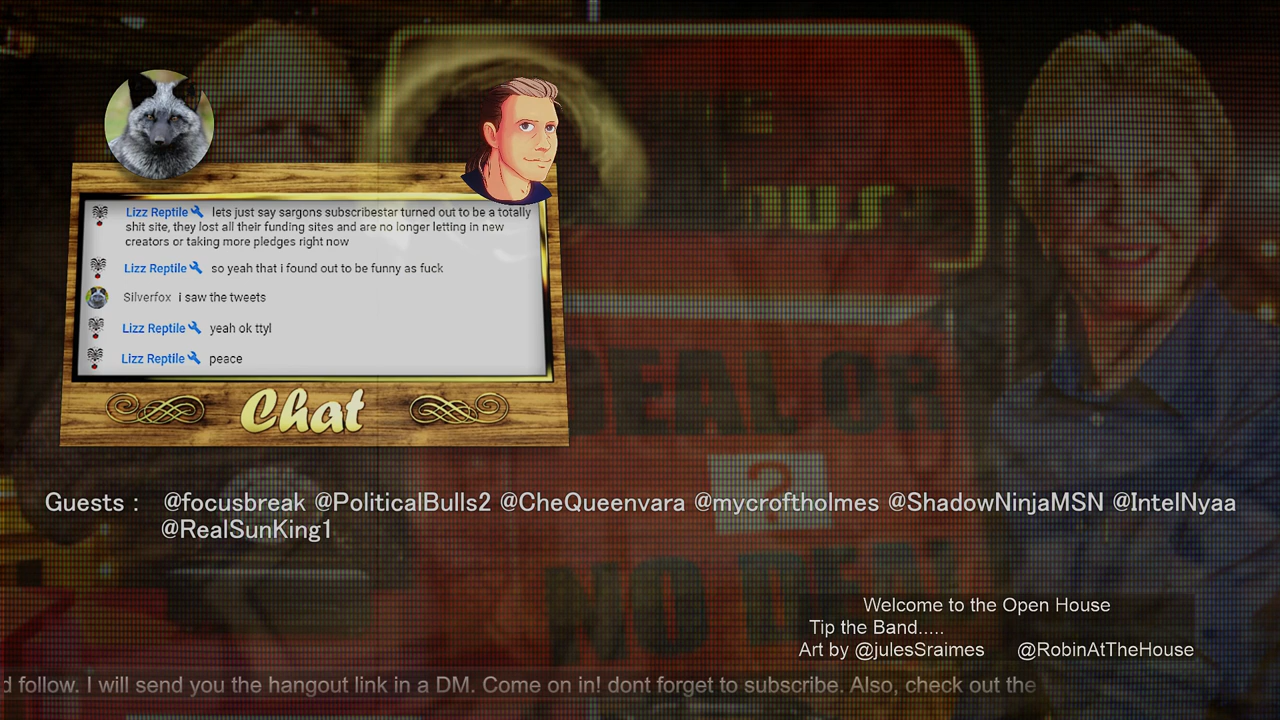 Lizz Reptile lets just say sargons subscribestar turned out to be a totally
shit site, they lost all their funding sites and are no longer letting in new
creators or taking more pledges right now
Lizz Reptile so yeah that i found out to be funny as fuck
Silverfox i saw the tweets
Lizz Reptile yeah ok ttyl
Lizz Reptile peace
Chat
DEAL OR
?
NO DEAL
Guests : @focusbreak @PoliticalBulls2 @CheQueenvara @mycroftholmes @ShadowNinjaMSN @IntelNyaa
@RealSunKing1
Welcome to the Open House
Tip the Band.....
Art by @julesSraimes @RobinAtTheHouse
d follow. I will send you the hangout link in a DM. Come on in! dont forget to subscribe. Also, check out the